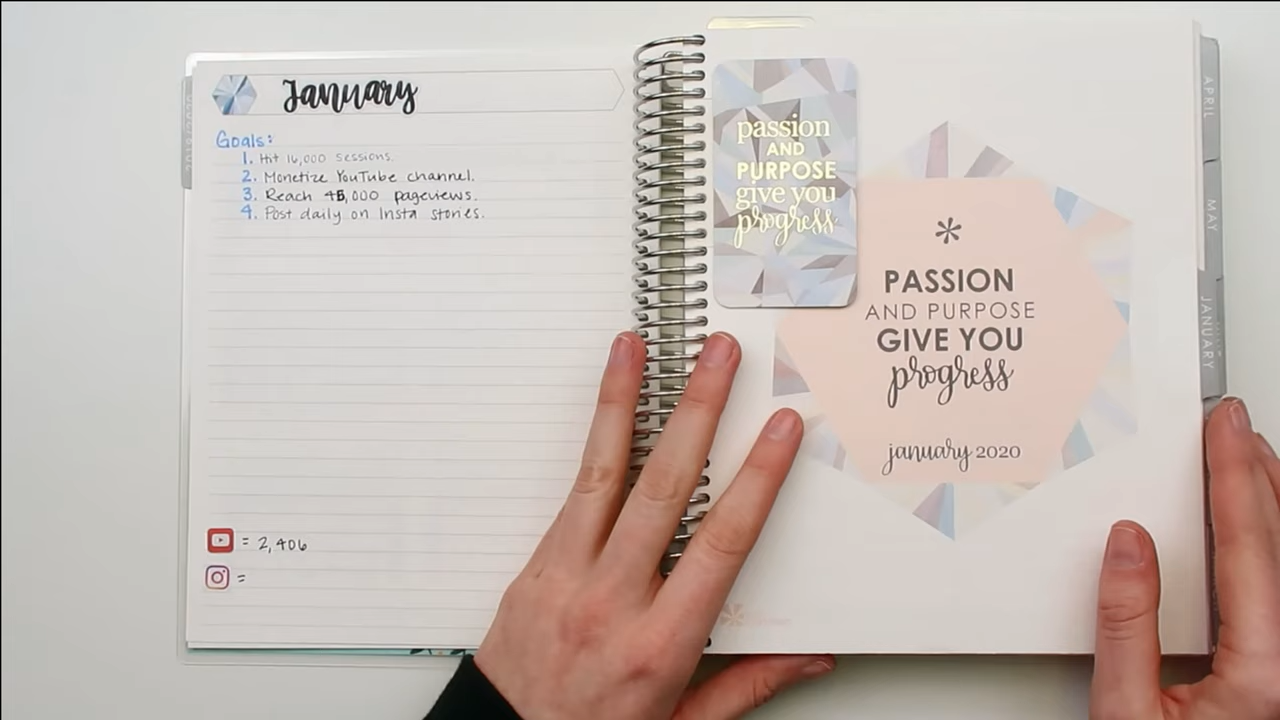 January
Goals:
1. Hit 16,000 sessions.
2. Monetize YouTube channel.
3. Reach 45,000 pageviews.
4. Post daily on Insta stories.
= 2,406
=
passion
AND
PURPOSE
give you
progress
PASSION
AND PURPOSE
GIVE YOU
progress
january 2020
APRIL
MAY
JANUARY